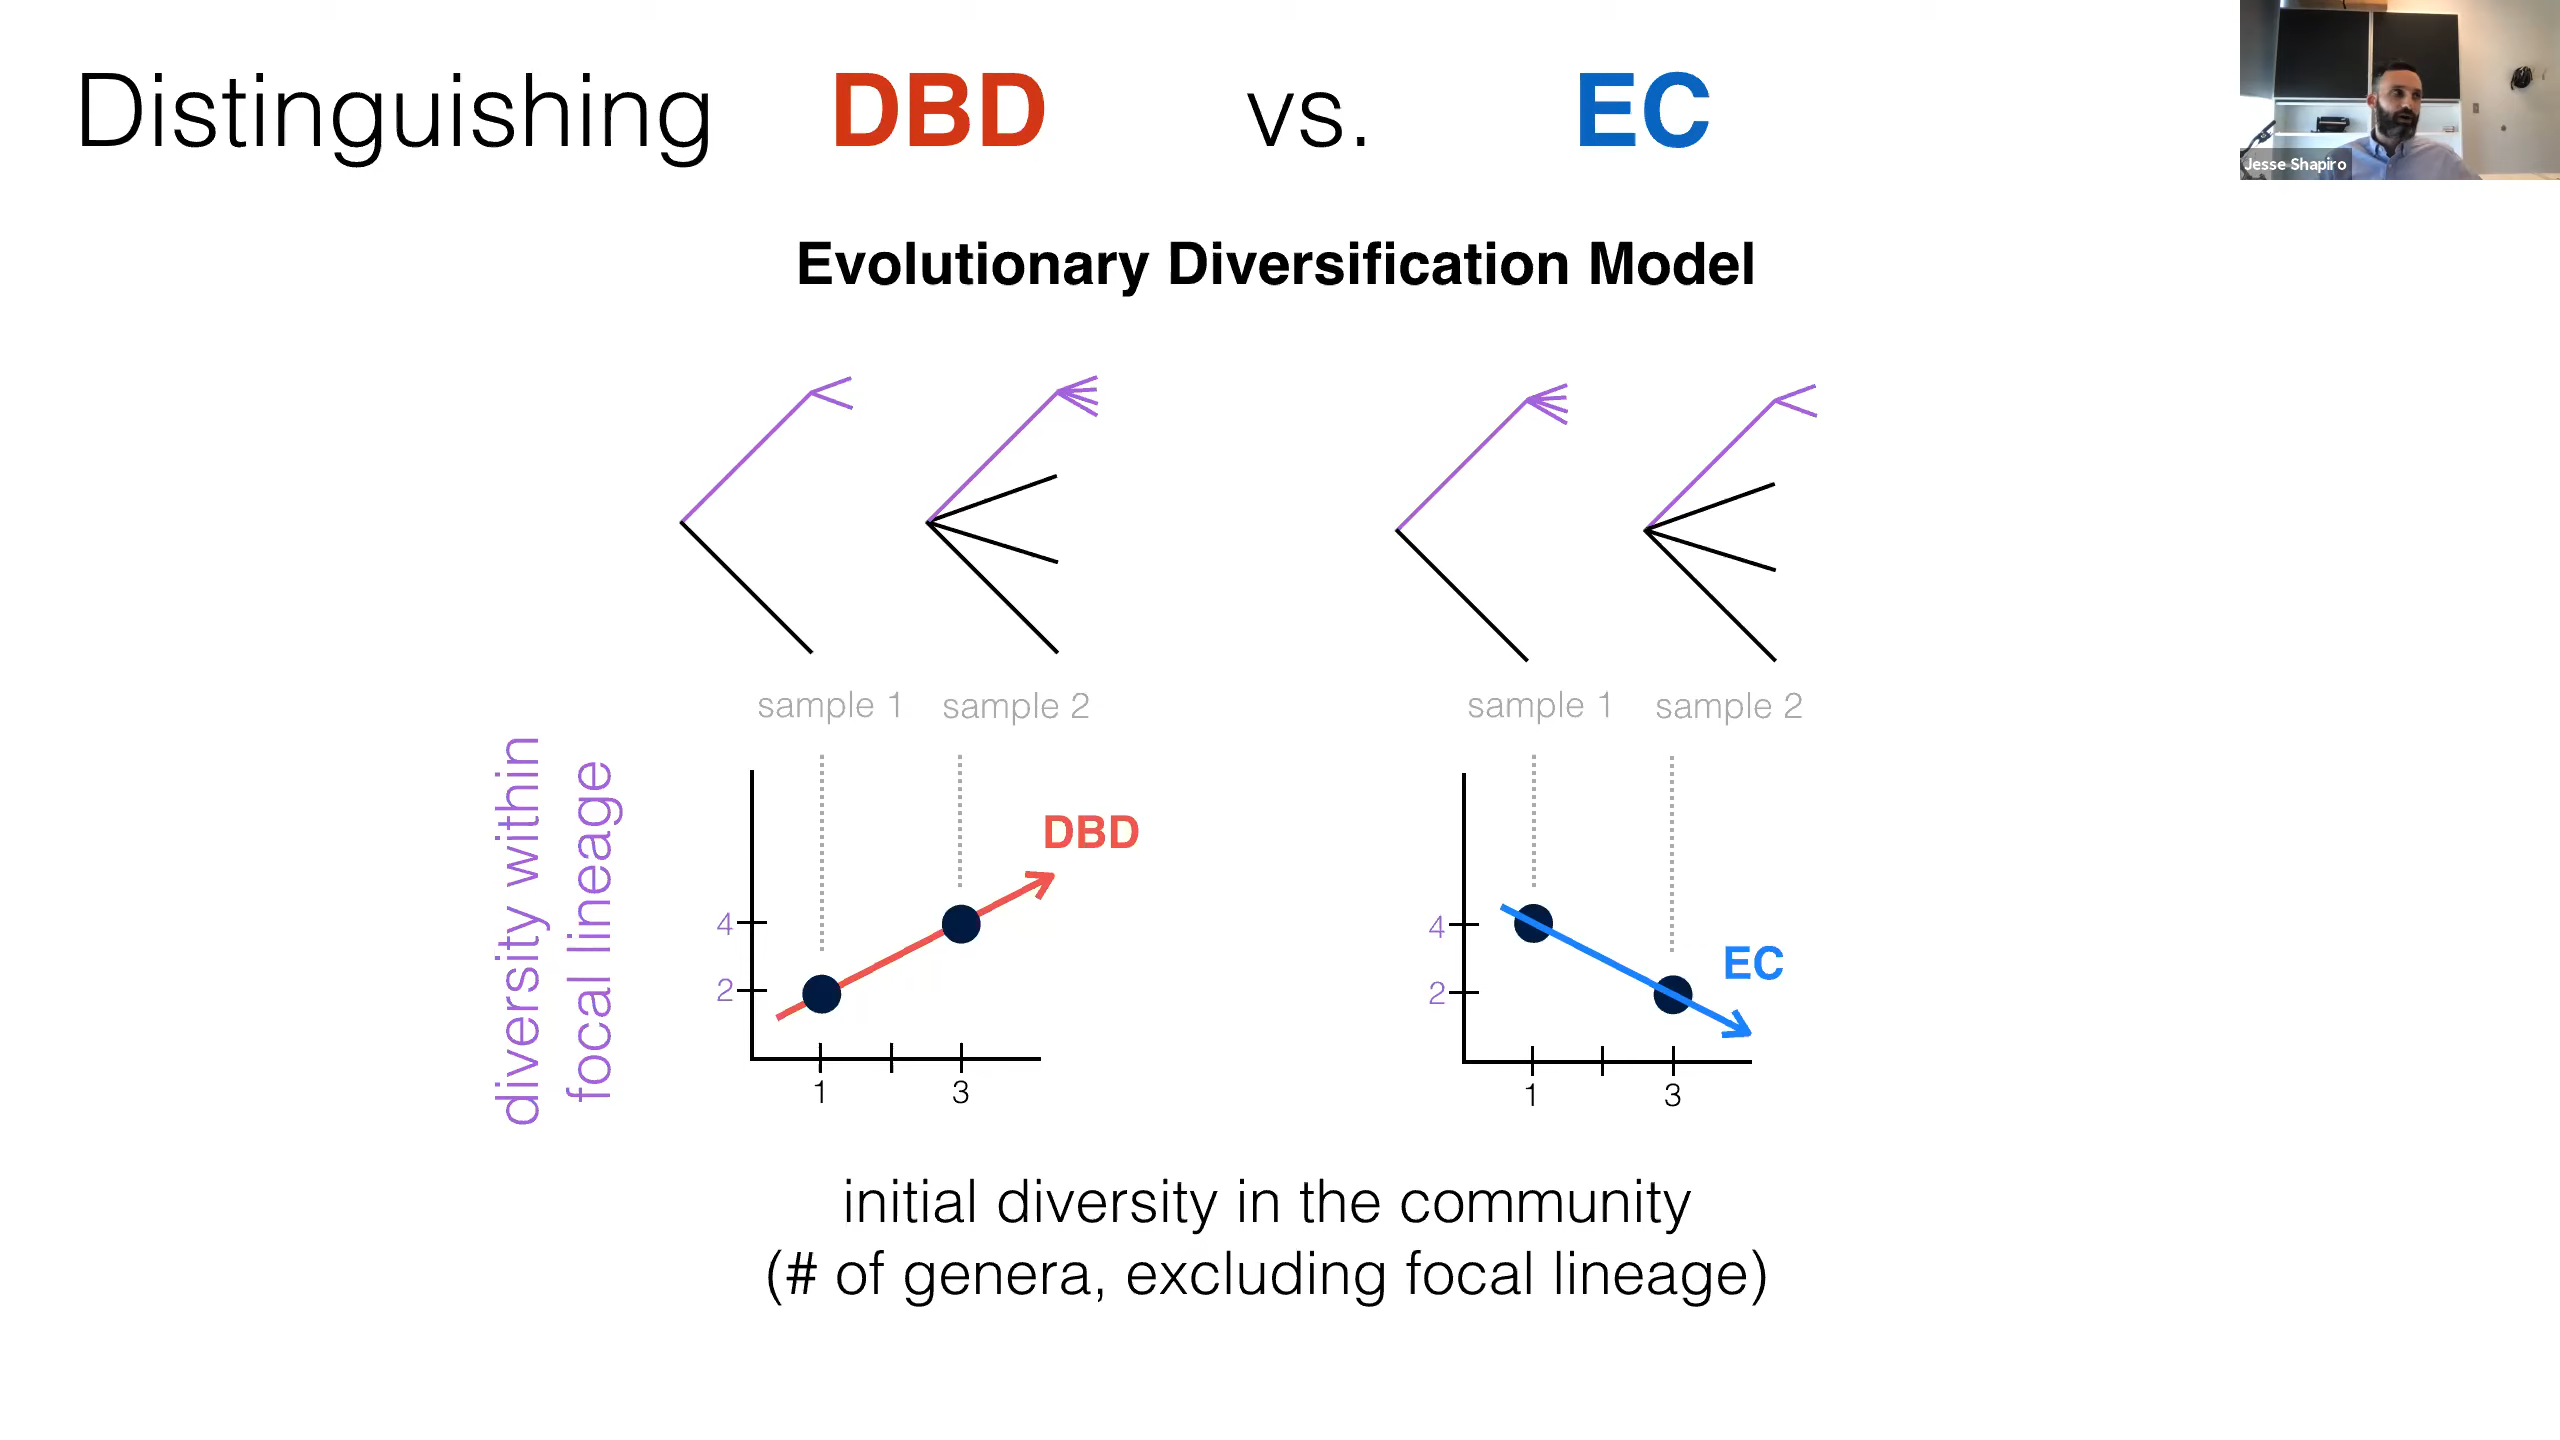 Distinguishing DBD vs. EC
Jesse Shapiro
Evolutionary Diversification Model
sample 1 sample 2
sample 1 sample 2
diversity within
focal lineage
DBD
4
2
1 3
EC
4
2
1 3
initial diversity in the community
(# of genera, excluding focal lineage)